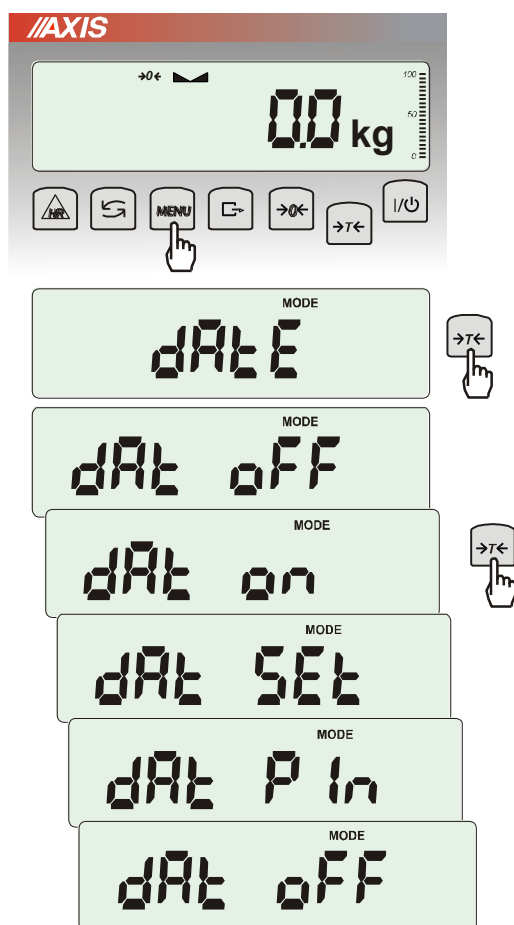 //AXIS
→0←
100
50
0
0.0 kg
HR MENU →0← →T← I/⏻
MODE
dAtE
→T←
MODE
dAt oFF
MODE
dAt on
→T←
MODE
dAt SEt
MODE
dAt PIn
MODE
dAt oFF